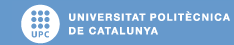 UNIVERSITAT POLITÈCNICA
DE CATALUNYA
UPC